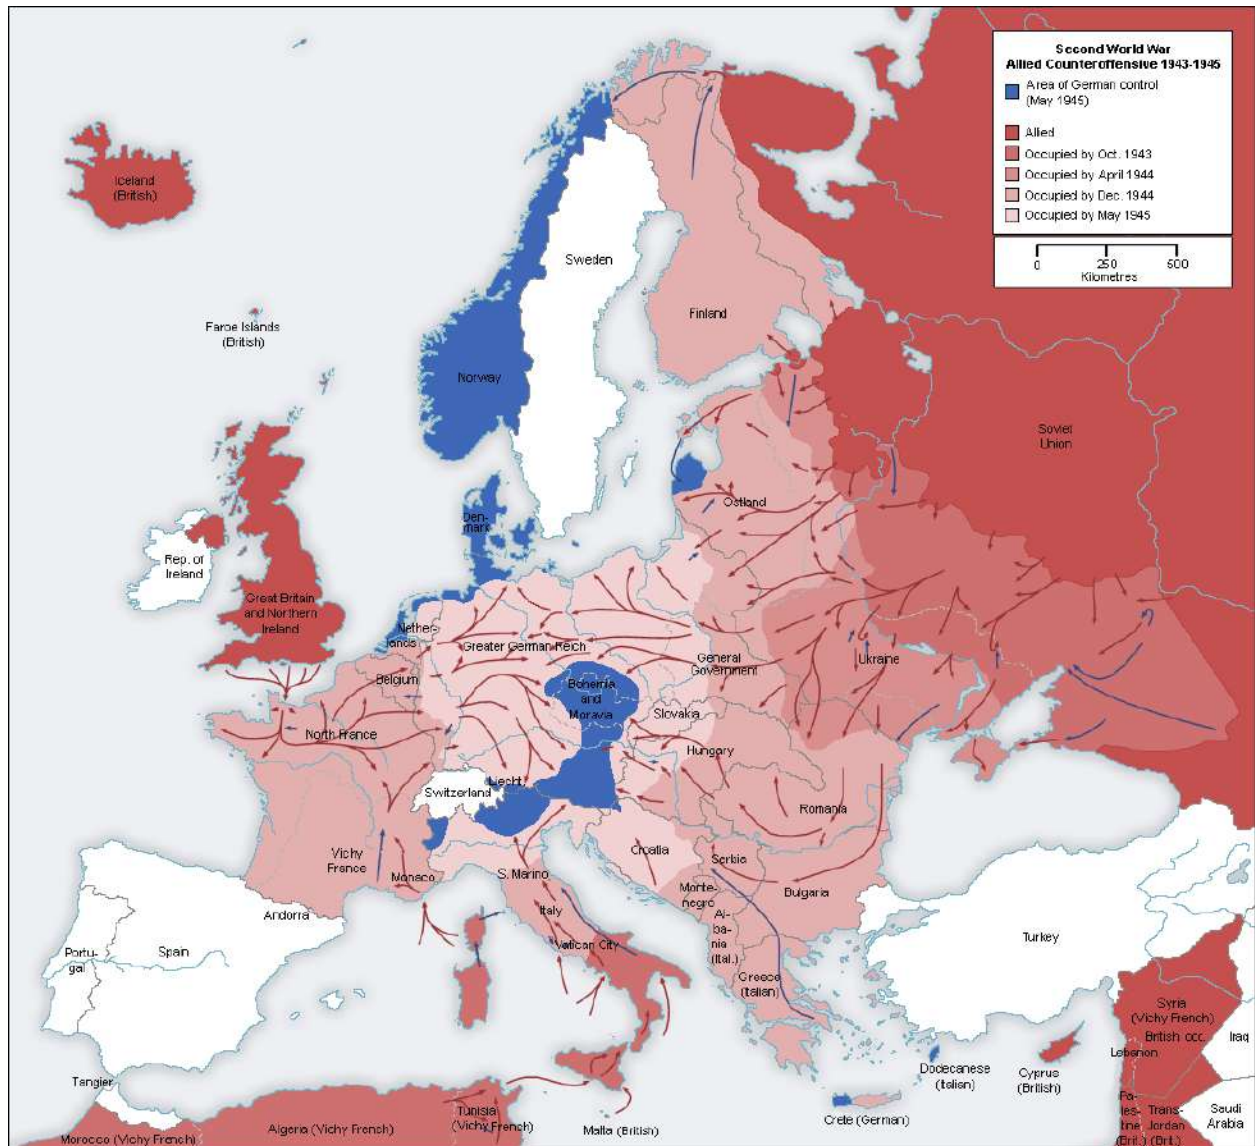 Second World War
Allied Counteroffensive 1943-1945
Area of German control
(May 1945)
Allied
Occupied by Oct. 1943
Occupied by April 1944
Occupied by Dec. 1944
Occupied by May 1945
0 250 500
Kilometres
Iceland
(British)
Sweden
Finland
Faroe Islands
(British)
Norway
Soviet
Union
Den-
mark
Ostland
Rep. of
Ireland
Great Britain
and Northern
Ireland
Nether-
lands
Greater German Reich
General
Government
Ukraine
Belgium
Bohemia
and
Moravia
Slovakia
North France
Hungary
Liecht.
Switzerland
Romania
Vichy
France
Croatia
Serbia
Monaco
S. Marino
Monte-
negro
Bulgaria
Andorra
Italy
Al-
ba-
nia
(Ital.)
Vatican City
Turkey
Portu-
gal
Spain
Greece
(Italian)
Syria
(Vichy French)
British occ.
Iraq
Lebanon
Dodecanese
(Italian)
Cyprus
(British)
Tangier
Crete (German)
Pa-
les-
tine
(Brit.)
Trans-
Jordan
(Brit.)
Saudi
Arabia
Morocco (Vichy French)
Algeria (Vichy French)
Tunisia
(Vichy French)
Malta (British)